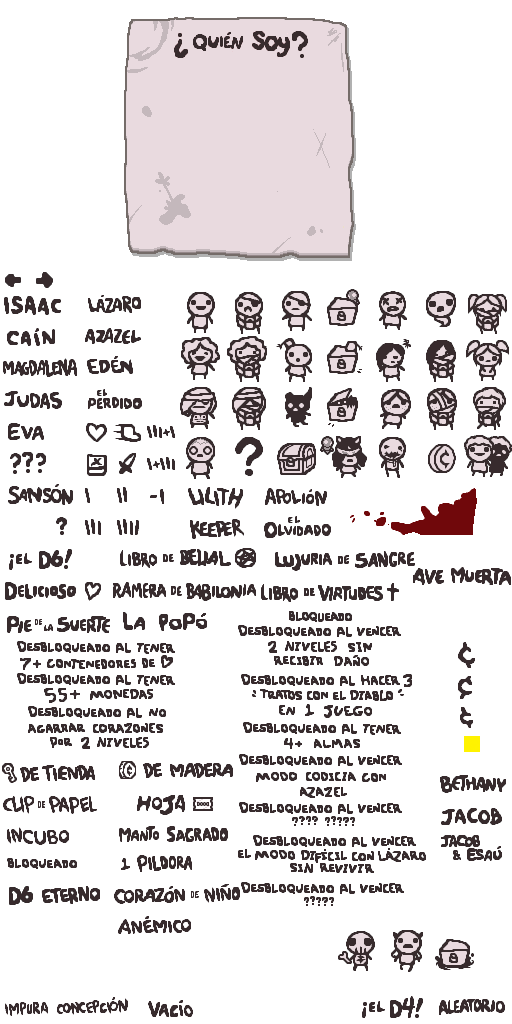 ¿QUIÉN SOY?
ISAAC LÁZARO
CAÍN AZAZEL
MAGDALENA EDÉN
JUDAS EL PERDIDO
EVA III+I
??? I+III
SANSÓN I II -I LILITH APOLIÓN
? III IIII KEEPER EL OLVIDADO
¡EL D6! LIBRO DE BELIAL LUJURIA DE SANGRE
AVE MUERTA
DELICIOSO RAMERA DE BABILONIA LIBRO DE VIRTUDES
PIE DE LA SUERTE LA POPÓ
BLOQUEADO
DESBLOQUEADO AL VENCER
2 NIVELES SIN
RECIBIR DAÑO
DESBLOQUEADO AL TENER
7+ CONTENEDORES DE
DESBLOQUEADO AL TENER
55+ MONEDAS
DESBLOQUEADO AL NO
AGARRAR CORAZONES
POR 2 NIVELES
DESBLOQUEADO AL HACER 3
TRATOS CON EL DIABLO
EN 1 JUEGO
DESBLOQUEADO AL TENER
4+ ALMAS
DESBLOQUEADO AL VENCER
MODO CODICIA CON
AZAZEL
DESBLOQUEADO AL VENCER
???? ?????
DESBLOQUEADO AL VENCER
EL MODO DIFÍCIL CON LÁZARO
SIN REVIVIR
DESBLOQUEADO AL VENCER
?????
¢
¢
¢
DE TIENDA DE MADERA
CLIP DE PAPEL HOJA
INCUBO MANTO SAGRADO
BLOQUEADO 1 PILDORA
D6 ETERNO CORAZÓN DE NIÑO
ANÉMICO
BETHANY
JACOB
JACOB
& ESAÚ
IMPURA CONCEPCIÓN VACÍO ¡EL D4! ALEATORIO